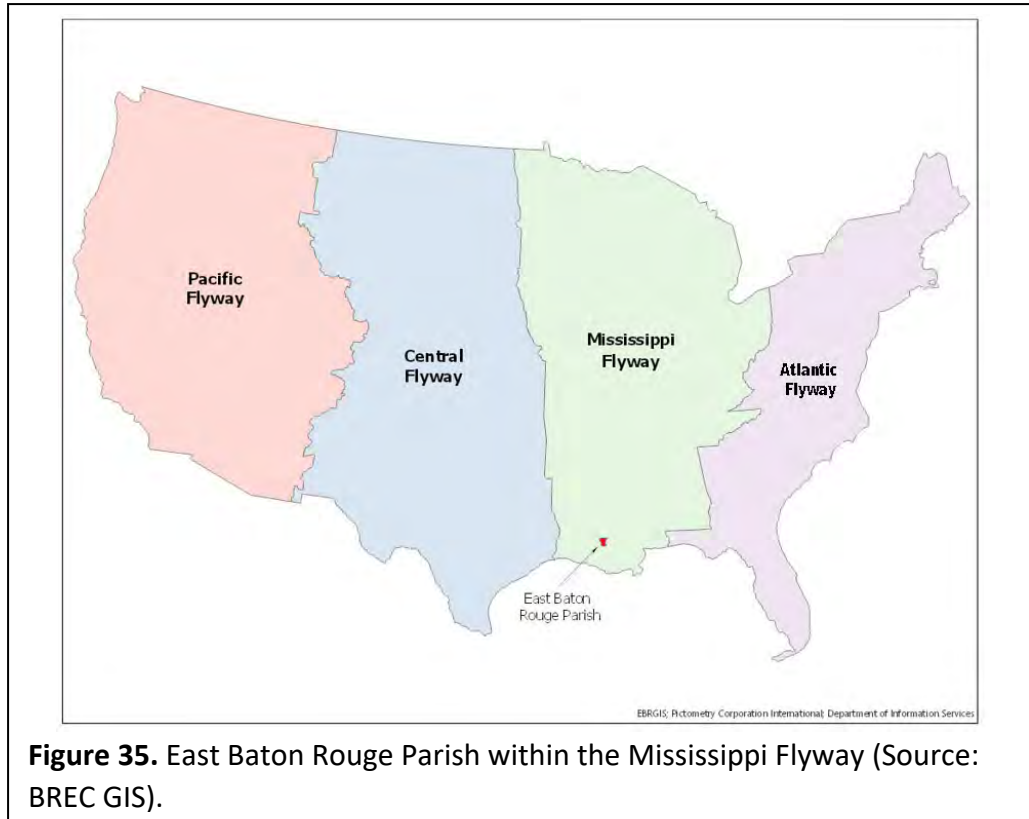 Pacific
Flyway
Central
Flyway
Mississippi
Flyway
Atlantic
Flyway
East Baton
Rouge Parish
EBRGIS; Pictometry Corporation International; Department of Information Services
Figure 35. East Baton Rouge Parish within the Mississippi Flyway (Source:
BREC GIS).